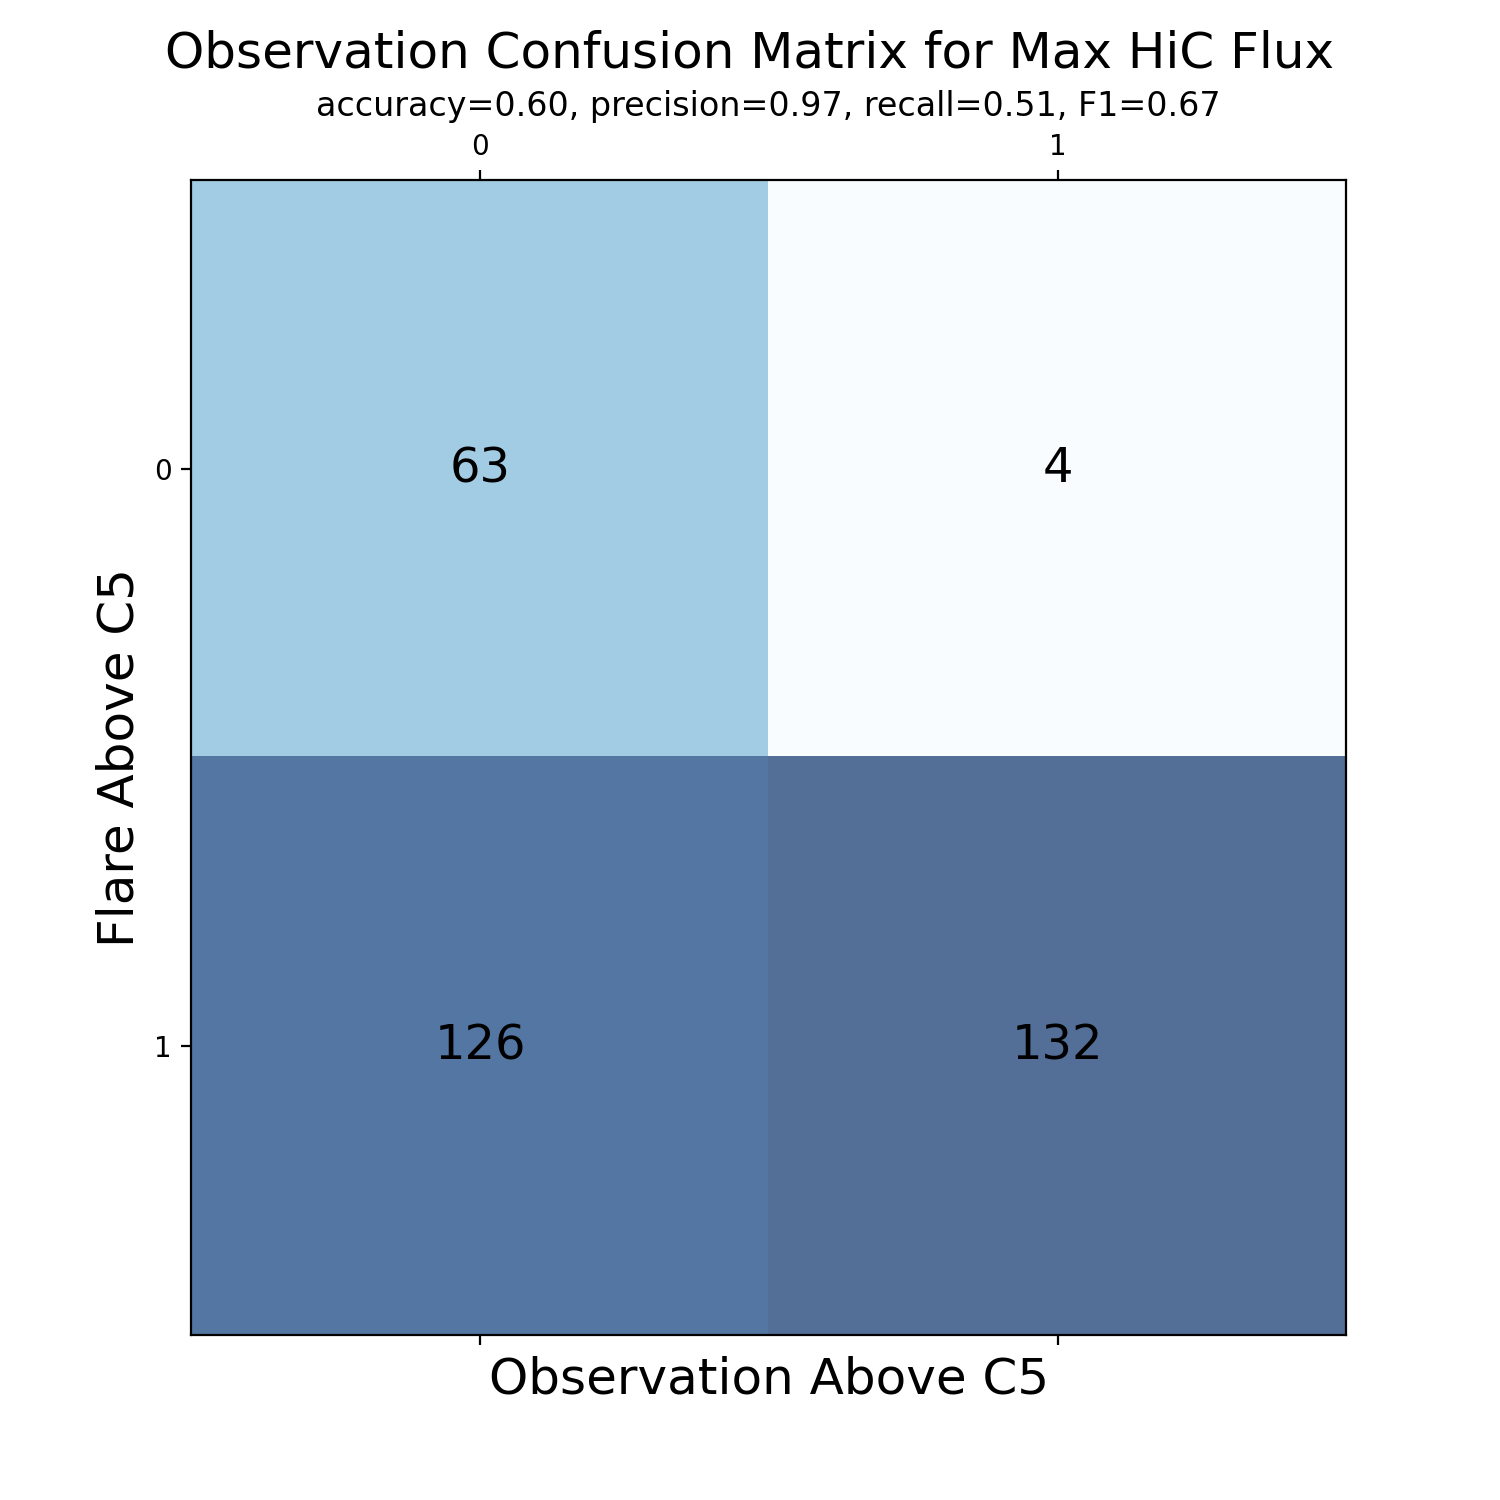 Observation Confusion Matrix for Max HiC Flux
accuracy=0.60, precision=0.97, recall=0.51, F1=0.67
0 1
0 63 4
Flare Above C5
1 126 132
Observation Above C5